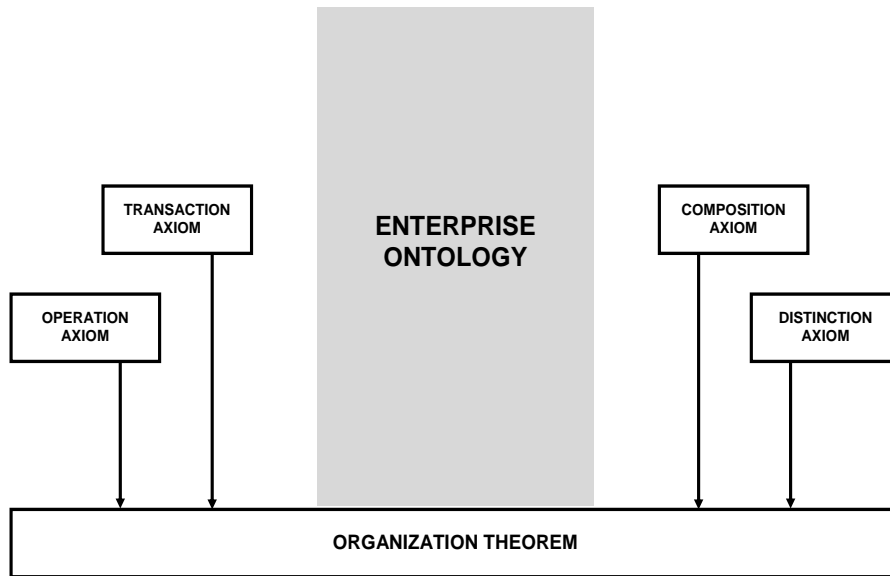 TRANSACTION
AXIOM
ENTERPRISE
ONTOLOGY
COMPOSITION
AXIOM
OPERATION
AXIOM
DISTINCTION
AXIOM
ORGANIZATION THEOREM